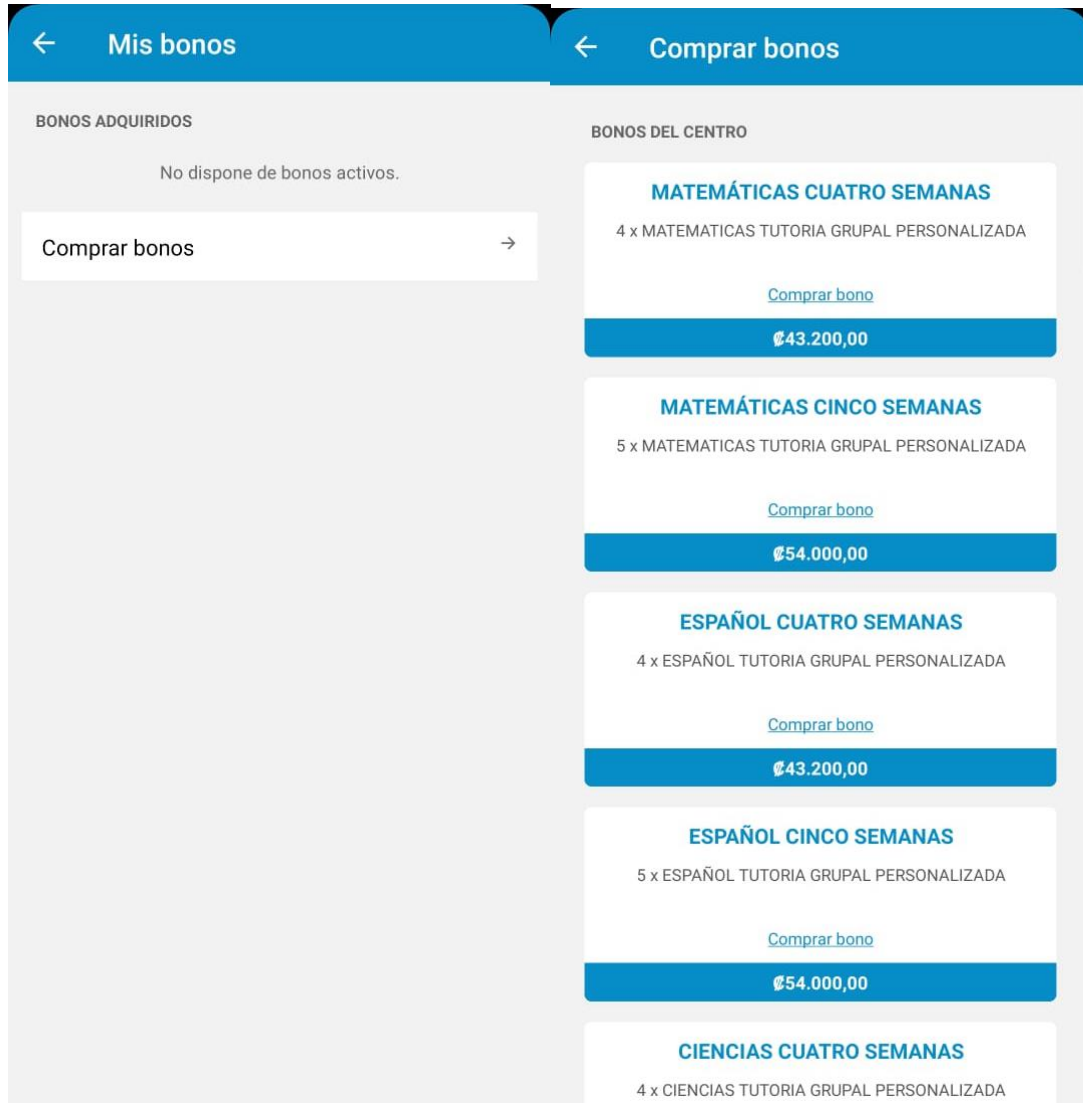 Mis bonos
BONOS ADQUIRIDOS
No dispone de bonos activos.
Comprar bonos
Comprar bonos
BONOS DEL CENTRO
MATEMÁTICAS CUATRO SEMANAS
4 x MATEMATICAS TUTORIA GRUPAL PERSONALIZADA
Comprar bono
₡43.200,00
MATEMÁTICAS CINCO SEMANAS
5 x MATEMATICAS TUTORIA GRUPAL PERSONALIZADA
Comprar bono
₡54.000,00
ESPAÑOL CUATRO SEMANAS
4 x ESPAÑOL TUTORIA GRUPAL PERSONALIZADA
Comprar bono
₡43.200,00
ESPAÑOL CINCO SEMANAS
5 x ESPAÑOL TUTORIA GRUPAL PERSONALIZADA
Comprar bono
₡54.000,00
CIENCIAS CUATRO SEMANAS
4 x CIENCIAS TUTORIA GRUPAL PERSONALIZADA